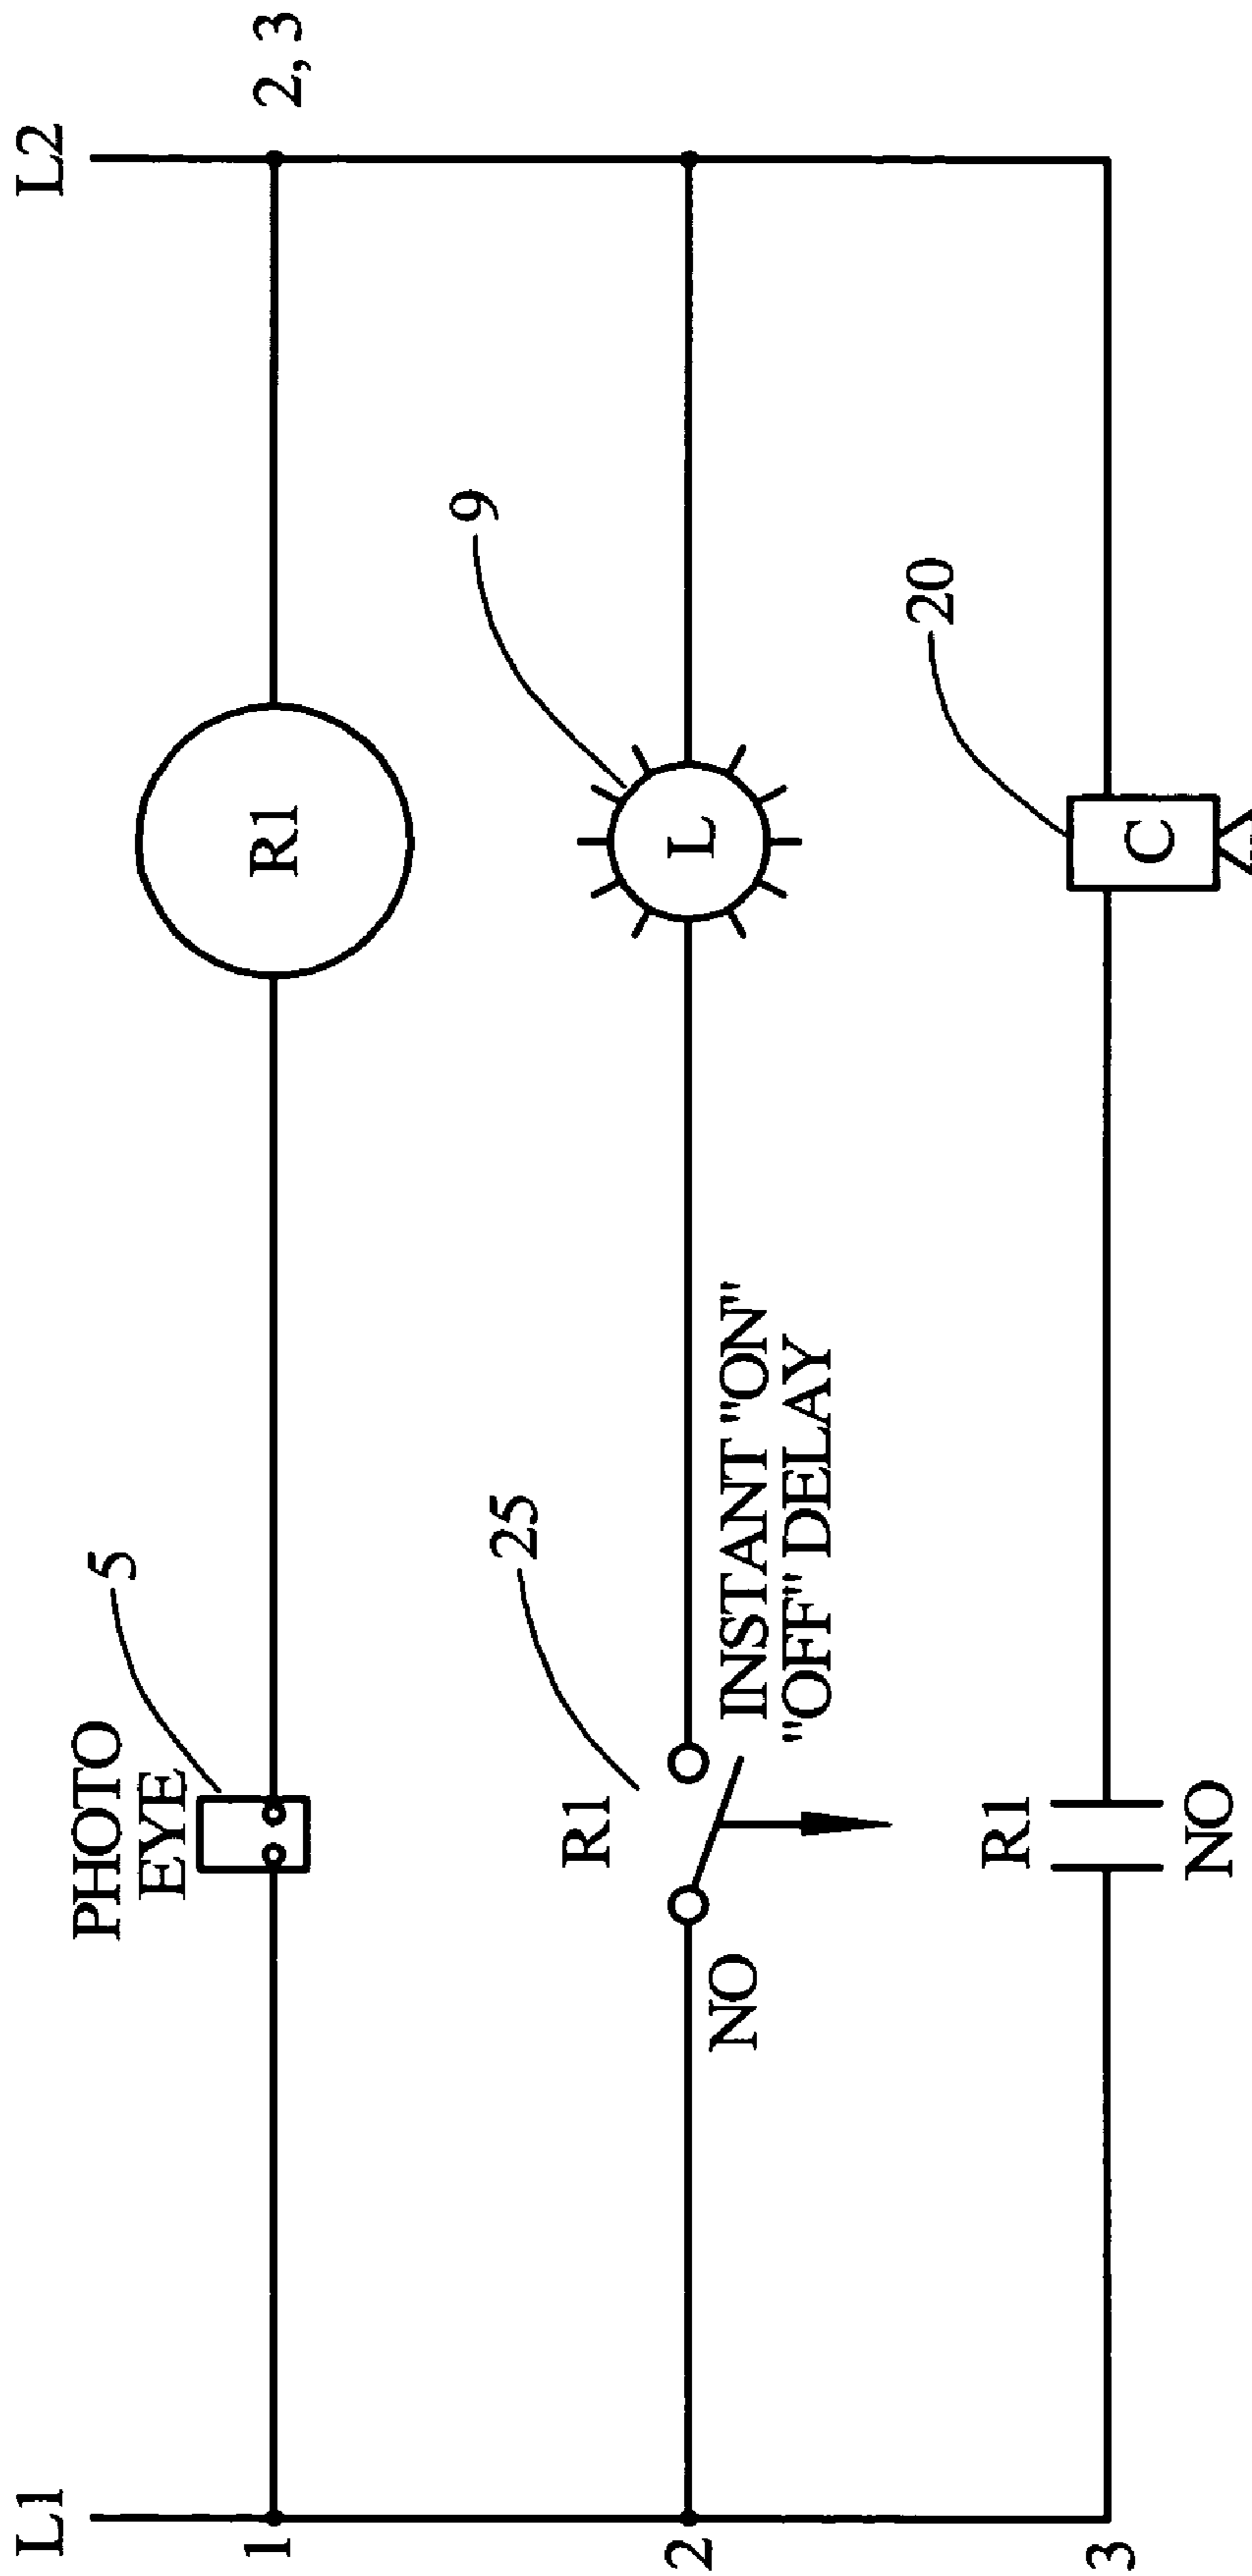 L1
L2
1
2, 3
PHOTO
EYE
5
R1
2
R1
25
NO
INSTANT "ON"
"OFF" DELAY
L
9
3
R1
NO
C
20